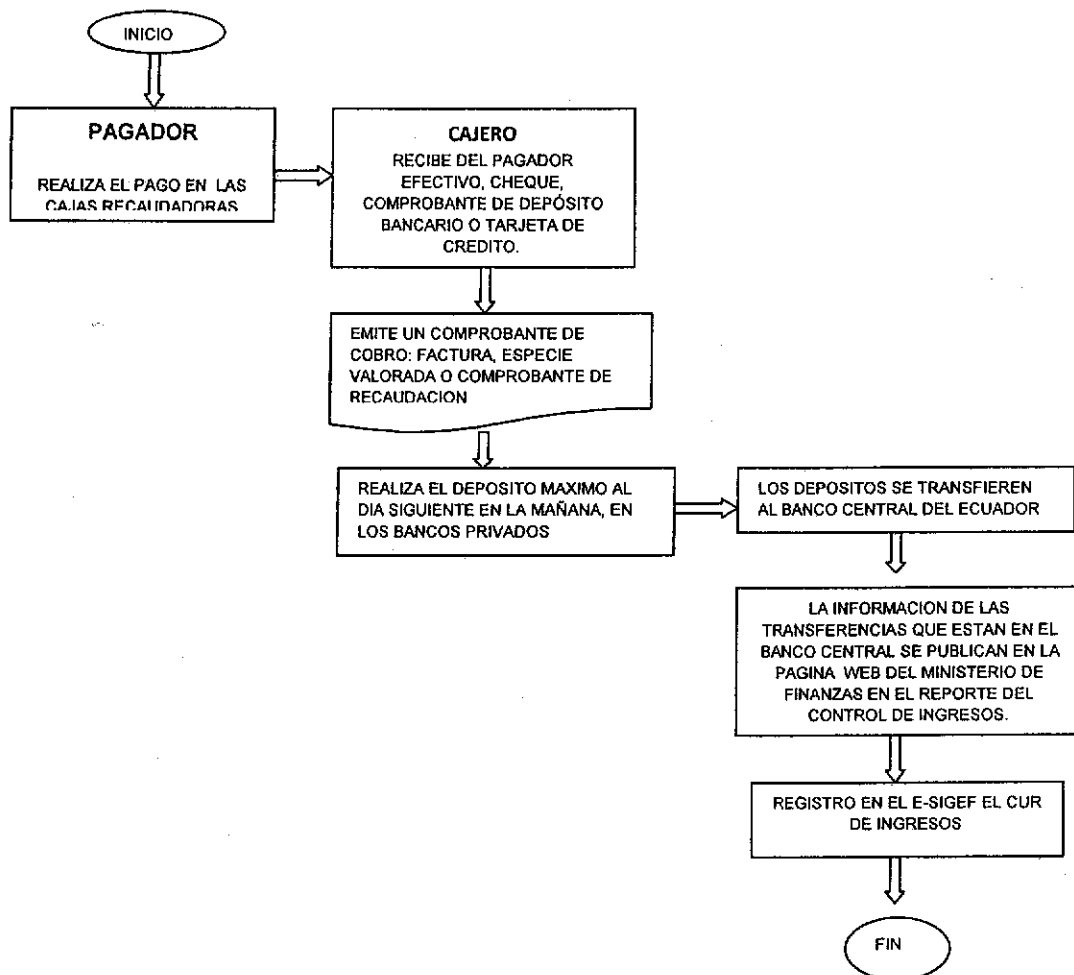 INICIO
PAGADOR
REALIZA EL PAGO EN LAS
CAJAS RECAUDADORAS
CAJERO
RECIBE DEL PAGADOR
EFECTIVO, CHEQUE,
COMPROBANTE DE DEPÓSITO
BANCARIO O TARJETA DE
CREDITO.
EMITE UN COMPROBANTE DE
COBRO: FACTURA, ESPECIE
VALORADA O COMPROBANTE DE
RECAUDACION
REALIZA EL DEPOSITO MAXIMO AL
DIA SIGUIENTE EN LA MAÑANA, EN
LOS BANCOS PRIVADOS
LOS DEPOSITOS SE TRANSFIEREN
AL BANCO CENTRAL DEL ECUADOR
LA INFORMACION DE LAS
TRANSFERENCIAS QUE ESTAN EN EL
BANCO CENTRAL SE PUBLICAN EN LA
PAGINA WEB DEL MINISTERIO DE
FINANZAS EN EL REPORTE DEL
CONTROL DE INGRESOS.
REGISTRO EN EL E-SIGEF EL CUR
DE INGRESOS
FIN